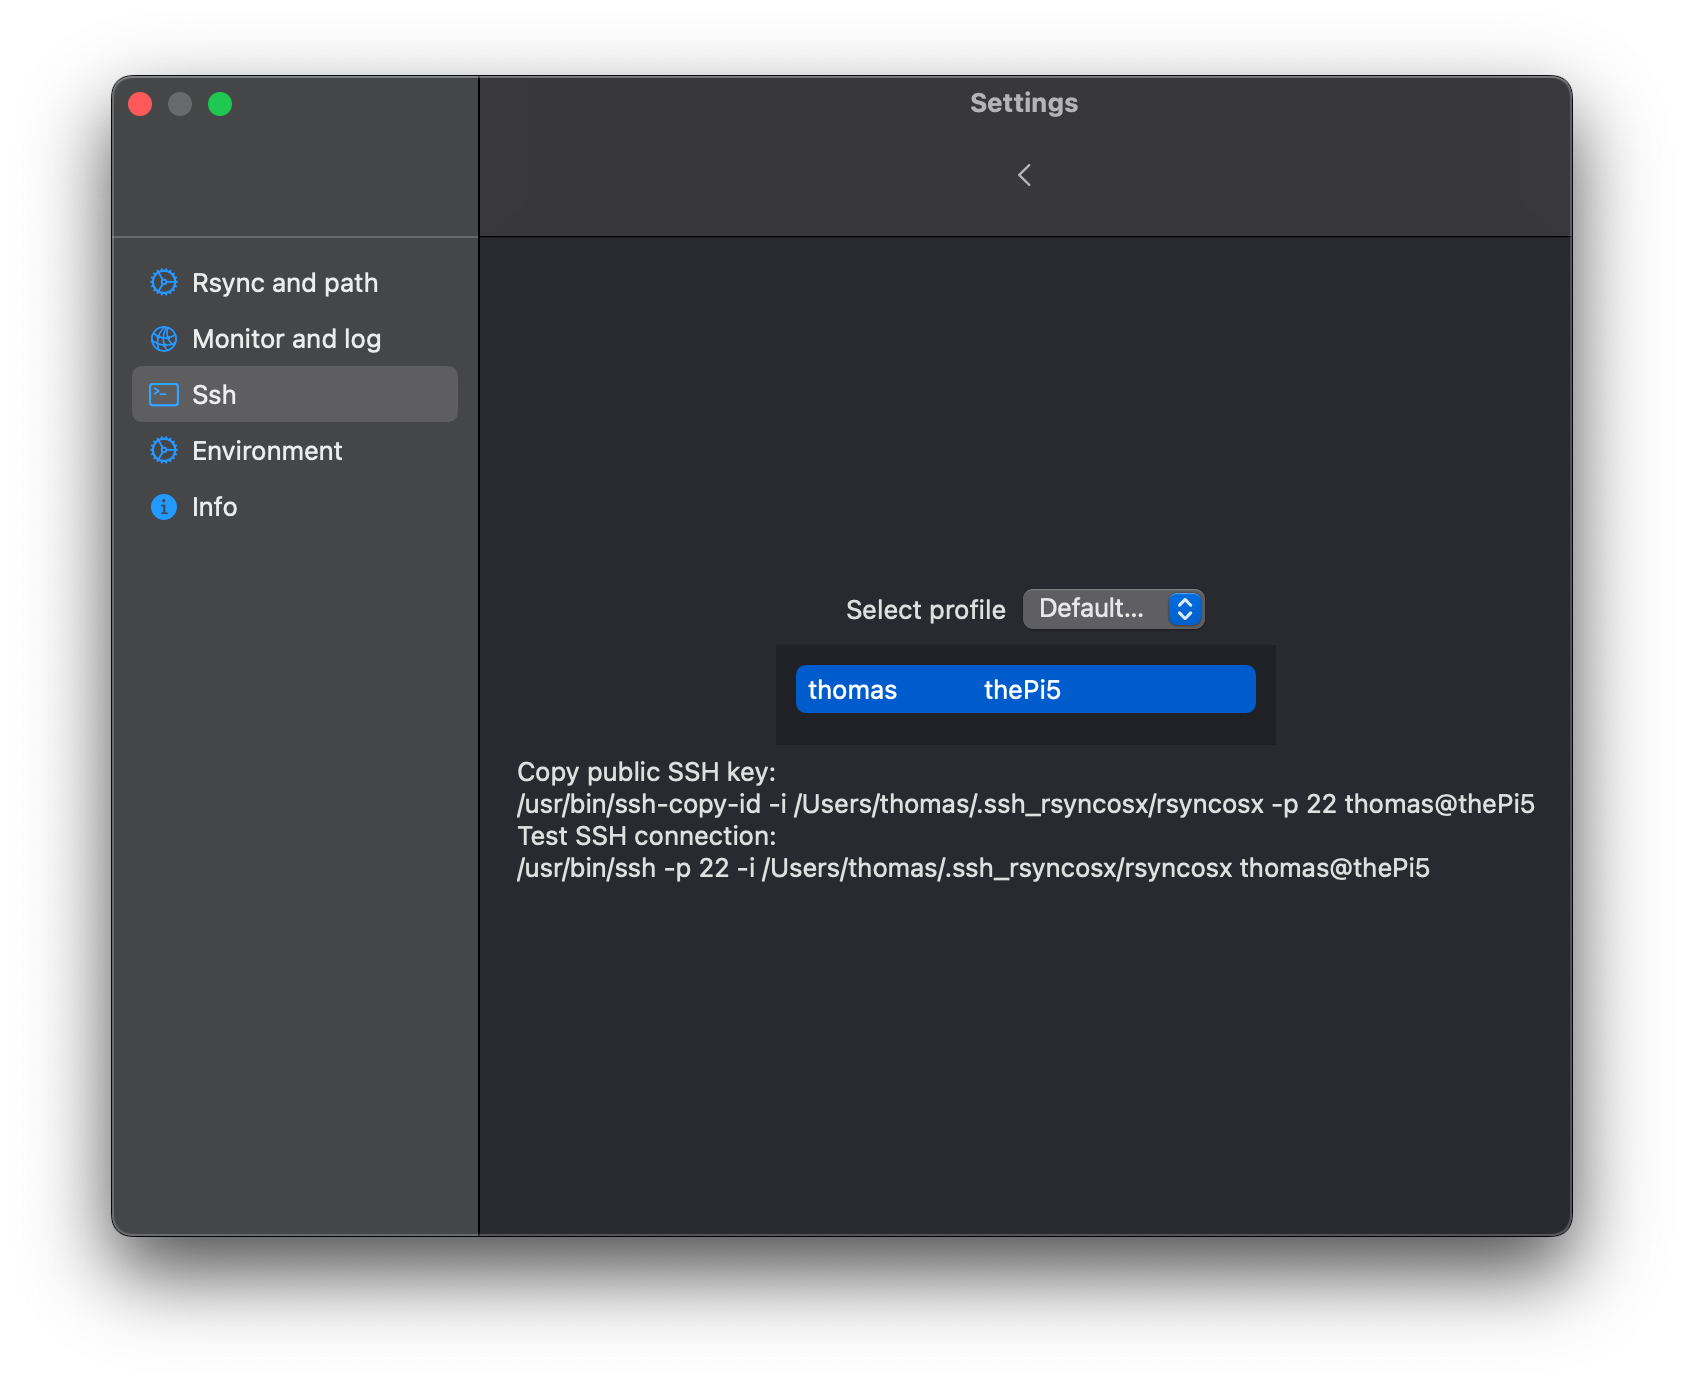 Settings
Rsync and path
Monitor and log
Ssh
Environment
Info
Select profile Default...
thomas thePi5
Copy public SSH key:
/usr/bin/ssh-copy-id -i /Users/thomas/.ssh_rsyncosx/rsyncosx -p 22 thomas@thePi5
Test SSH connection:
/usr/bin/ssh -p 22 -i /Users/thomas/.ssh_rsyncosx/rsyncosx thomas@thePi5